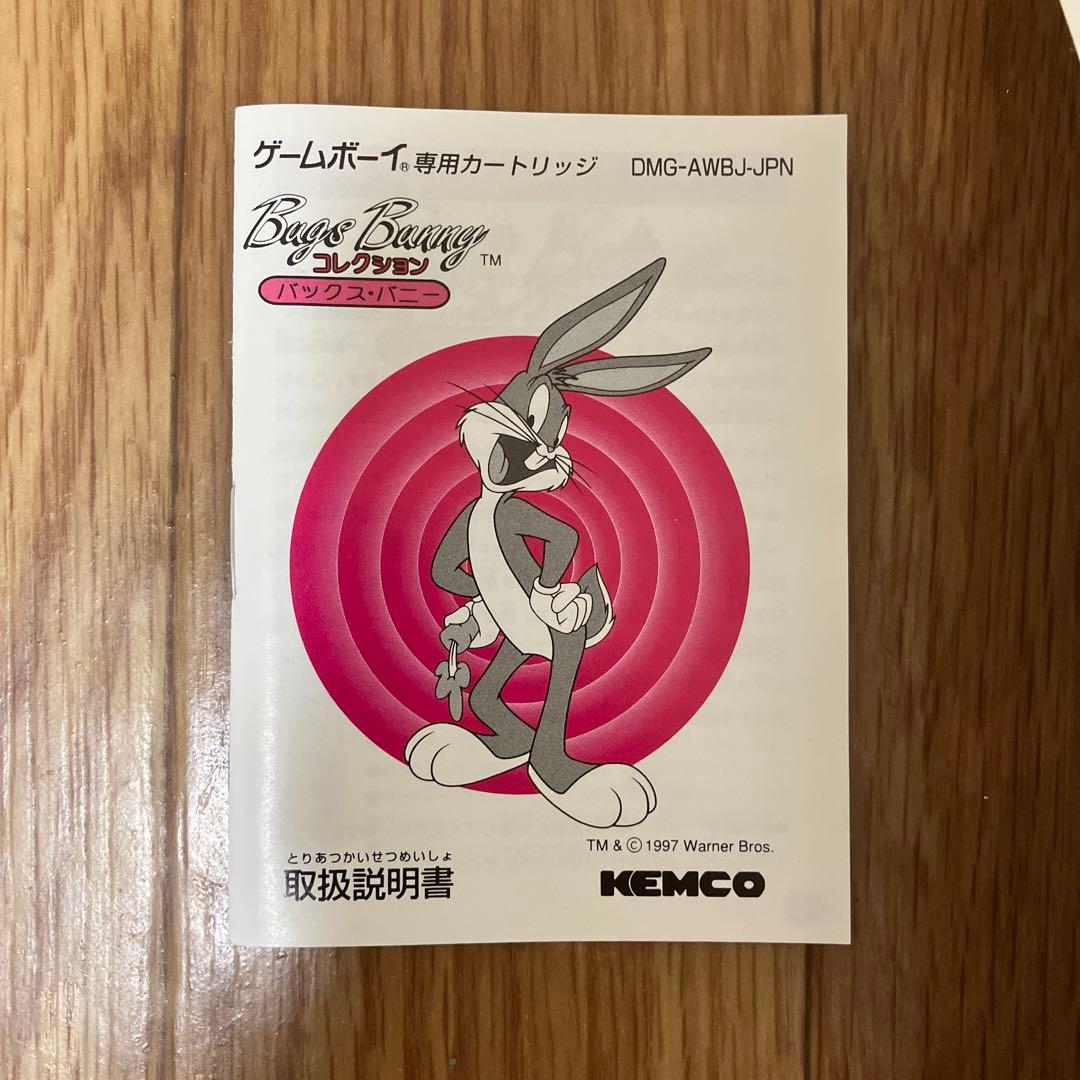 ゲームボーイ® 専用カートリッジ DMG-AWBJ-JPN
Bugs Bunny TM
コレクション
バックス・バニー
TM & © 1997 Warner Bros.
とりあつかいせつめいしょ
取扱説明書 KEMCO